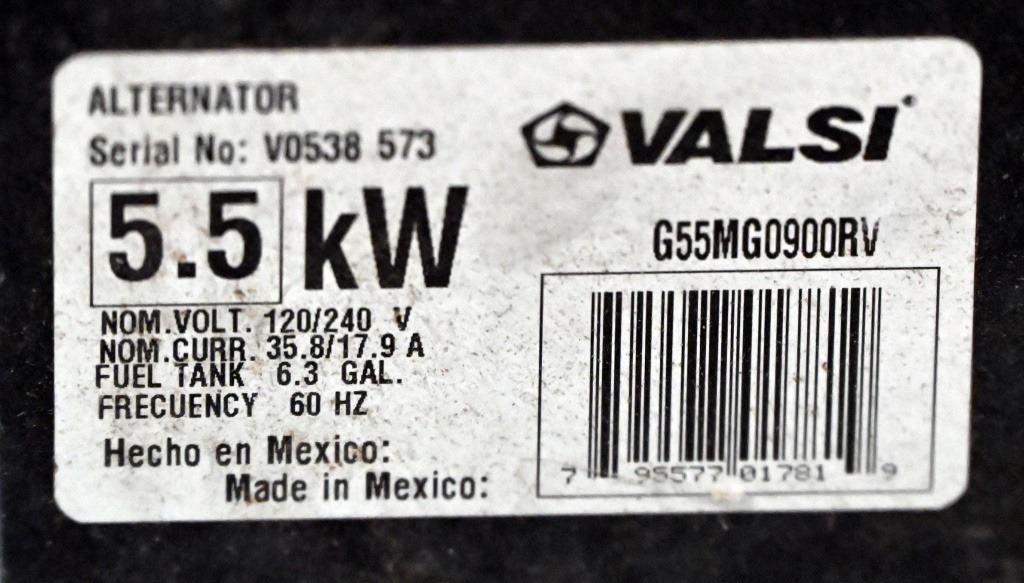 ALTERNATOR
Serial No: V0538 573
5.5 kW
NOM.VOLT. 120/240 V
NOM.CURR. 35.8/17.9 A
FUEL TANK 6.3 GAL.
FRECUENCY 60 HZ
Hecho en Mexico:
Made in Mexico:
VALSI
G55MG0900RV
7 95577 01781 9